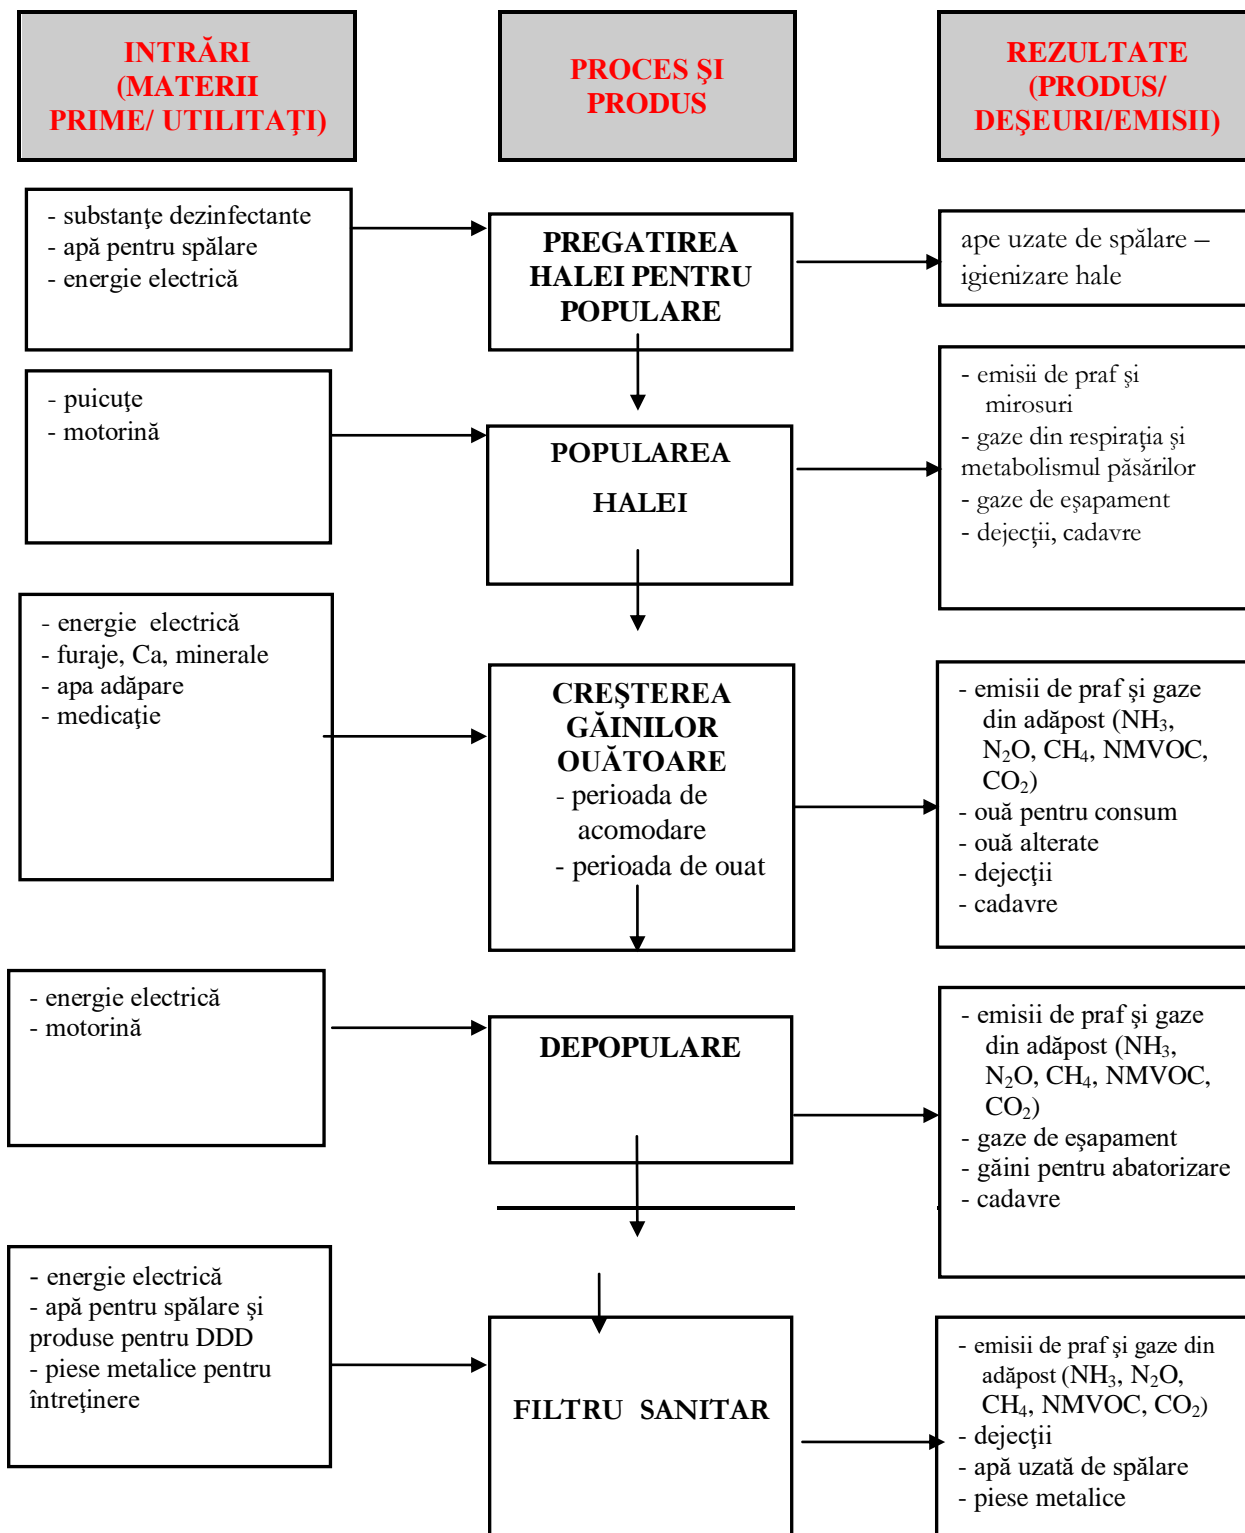 INTRĂRI
(MATERII
PRIME/ UTILITAŢI)
PROCES ŞI
PRODUS
REZULTATE
(PRODUS/
DEŞEURI/EMISII)
- substanţe dezinfectante
- apă pentru spălare
- energie electrică
PREGATIREA
HALEI PENTRU
POPULARE
ape uzate de spălare –
igienizare hale
- puicuţe
- motorină
POPULAREA
HALEI
- emisii de praf şi
mirosuri
- gaze din respiraţia şi
metabolismul păsărilor
- gaze de eşapament
- dejecţii, cadavre
- energie electrică
- furaje, Ca, minerale
- apa adăpare
- medicaţie
CREŞTEREA
GĂINILOR
OUĂTOARE
- perioada de
acomodare
- perioada de ouat
- emisii de praf şi gaze
din adăpost (NH₃,
N₂O, CH₄, NMVOC,
CO₂)
- ouă pentru consum
- ouă alterate
- dejecţii
- cadavre
- energie electrică
- motorină
DEPOPULARE
- emisii de praf şi gaze
din adăpost (NH₃,
N₂O, CH₄, NMVOC,
CO₂)
- gaze de eşapament
- găini pentru abatorizare
- cadavre
- energie electrică
- apă pentru spălare şi
produse pentru DDD
- piese metalice pentru
întreţinere
FILTRU SANITAR
- emisii de praf şi gaze din
adăpost (NH₃, N₂O,
CH₄, NMVOC, CO₂)
- dejecţii
- apă uzată de spălare
- piese metalice